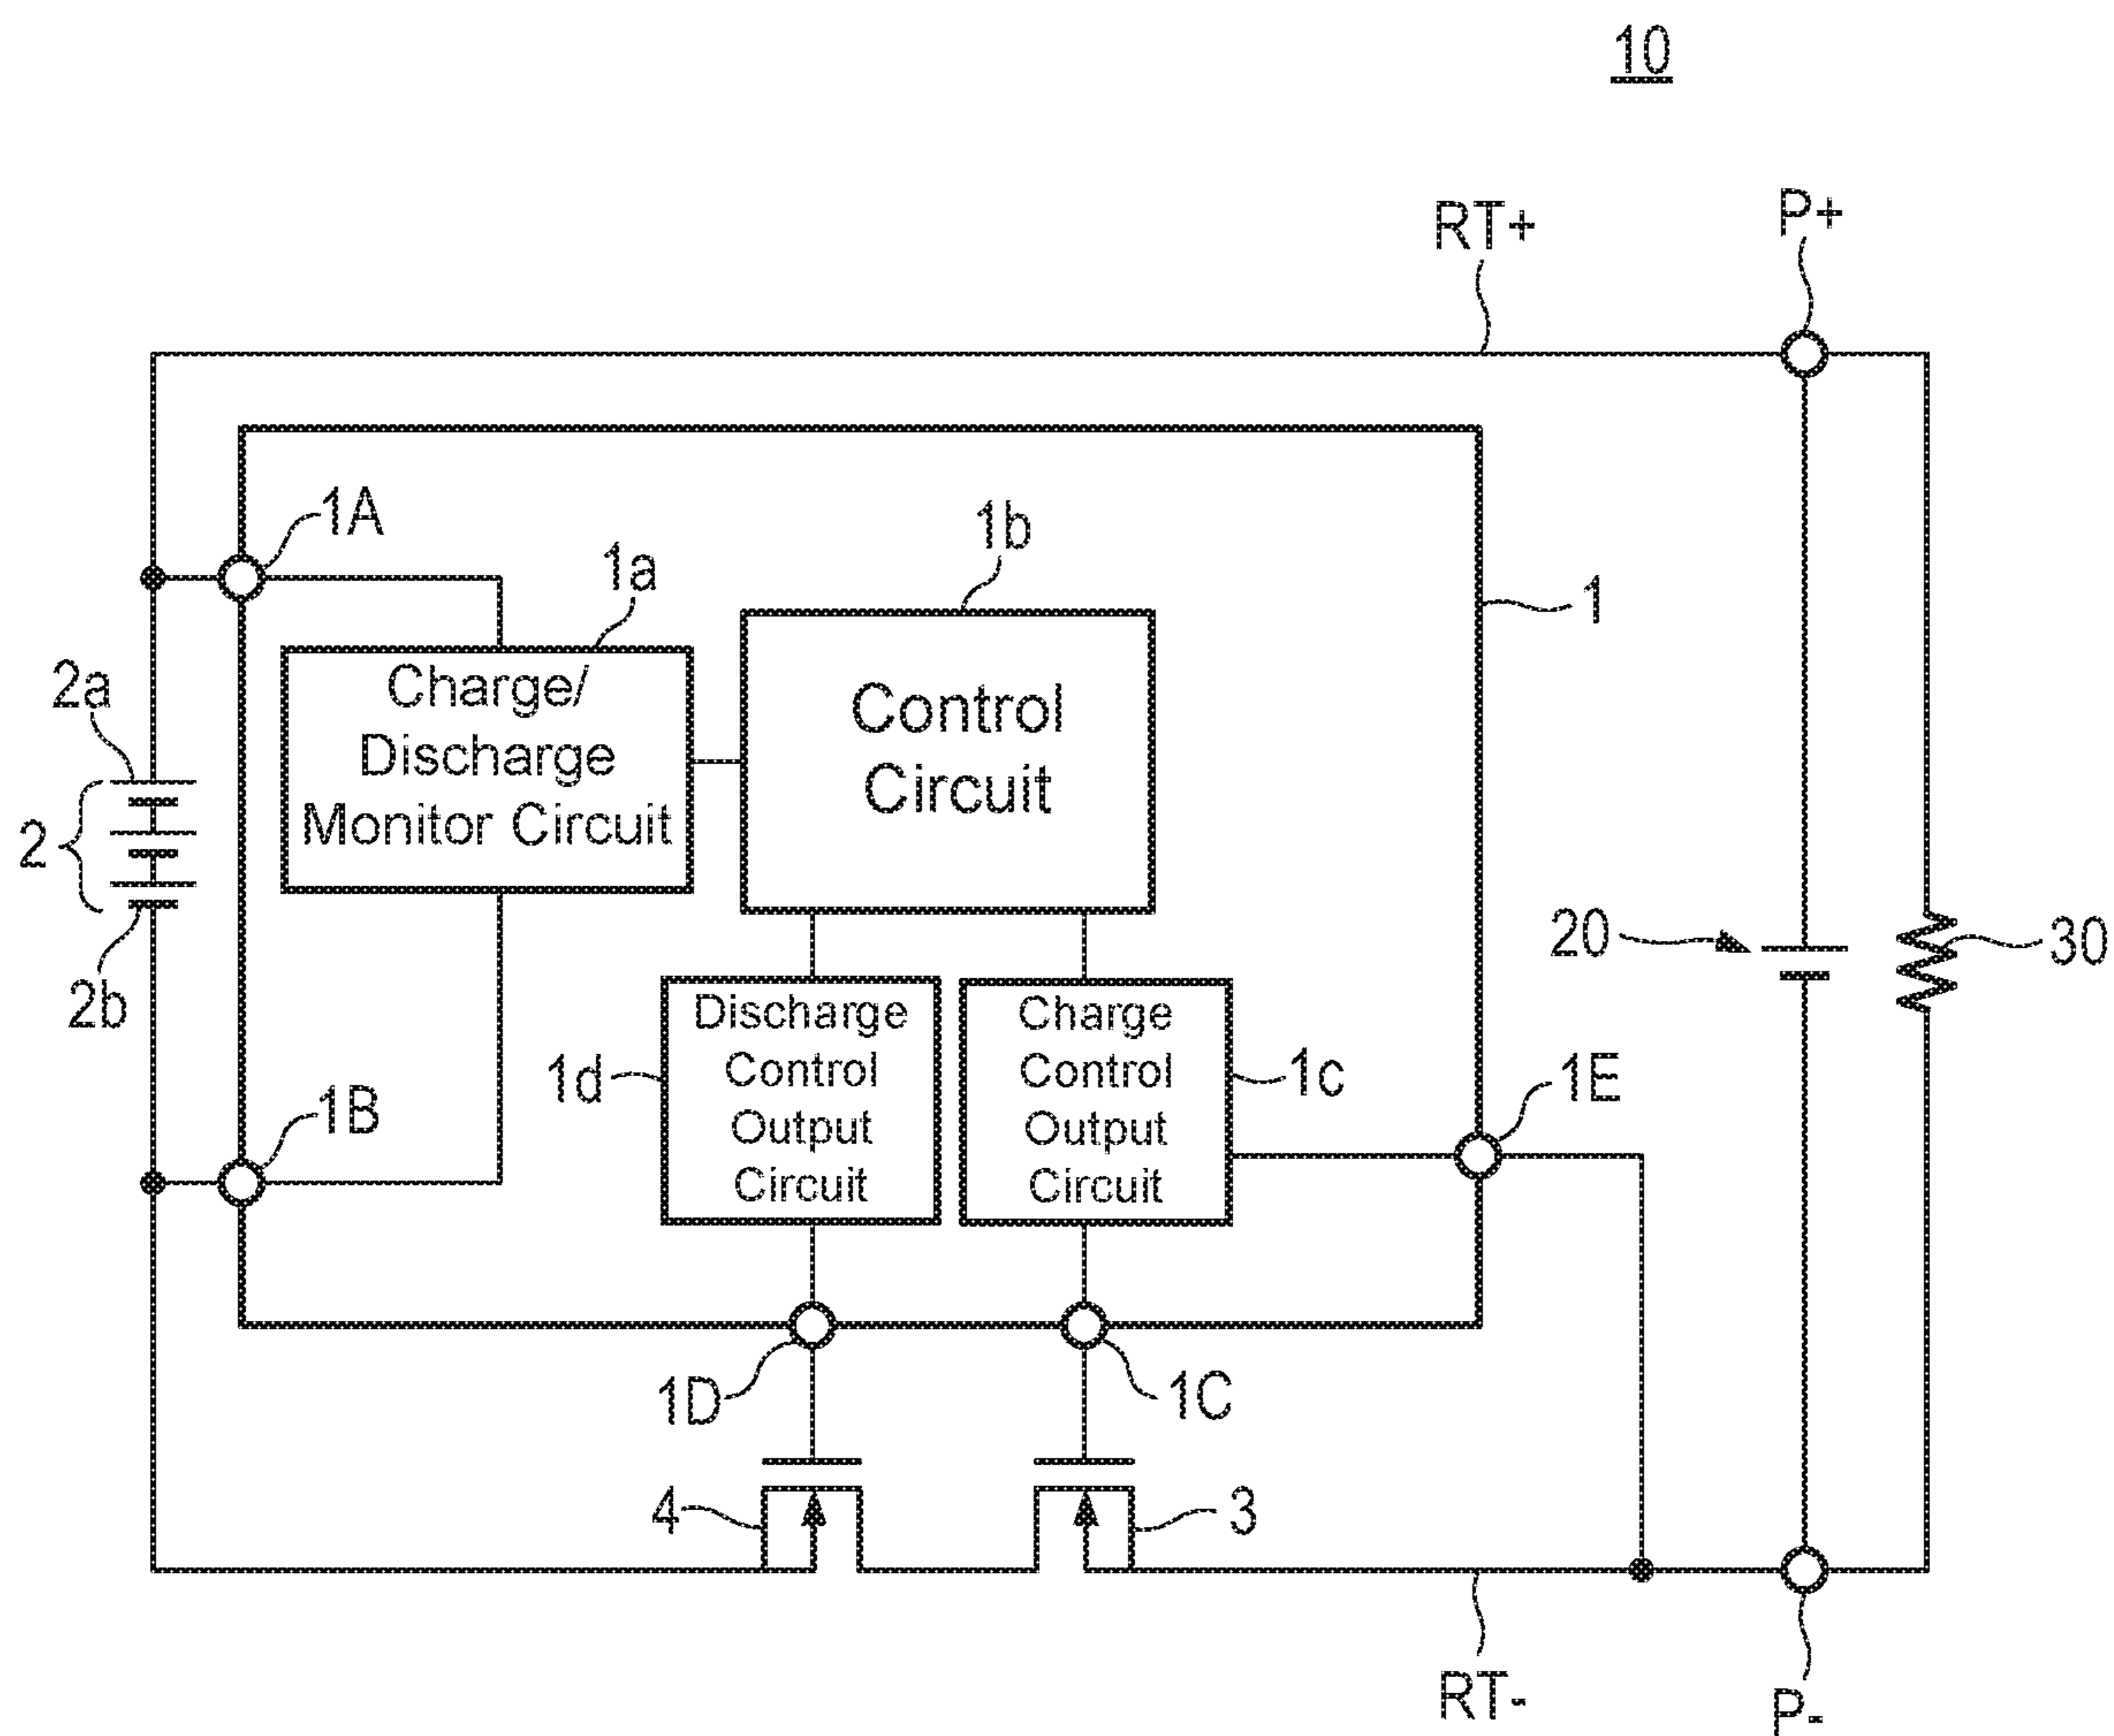 10
RT+
P+
1A
1a
1b
1
2a
Charge/
Discharge
Monitor Circuit
Control
Circuit
2
2b
20
30
1d
Discharge
Control
Output
Circuit
Charge
Control
Output
Circuit
1c
1E
1B
1D
1C
4
3
RT-
P-